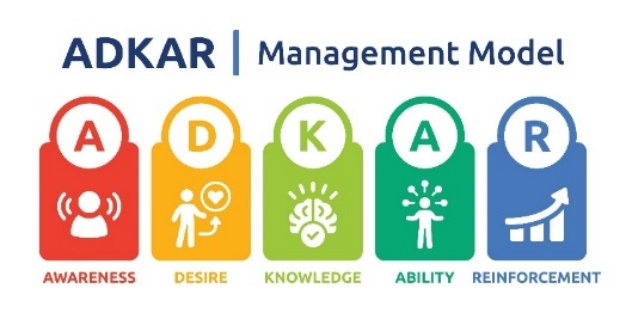 ADKAR | Management Model
A D K A R
AWARENESS DESIRE KNOWLEDGE ABILITY REINFORCEMENT